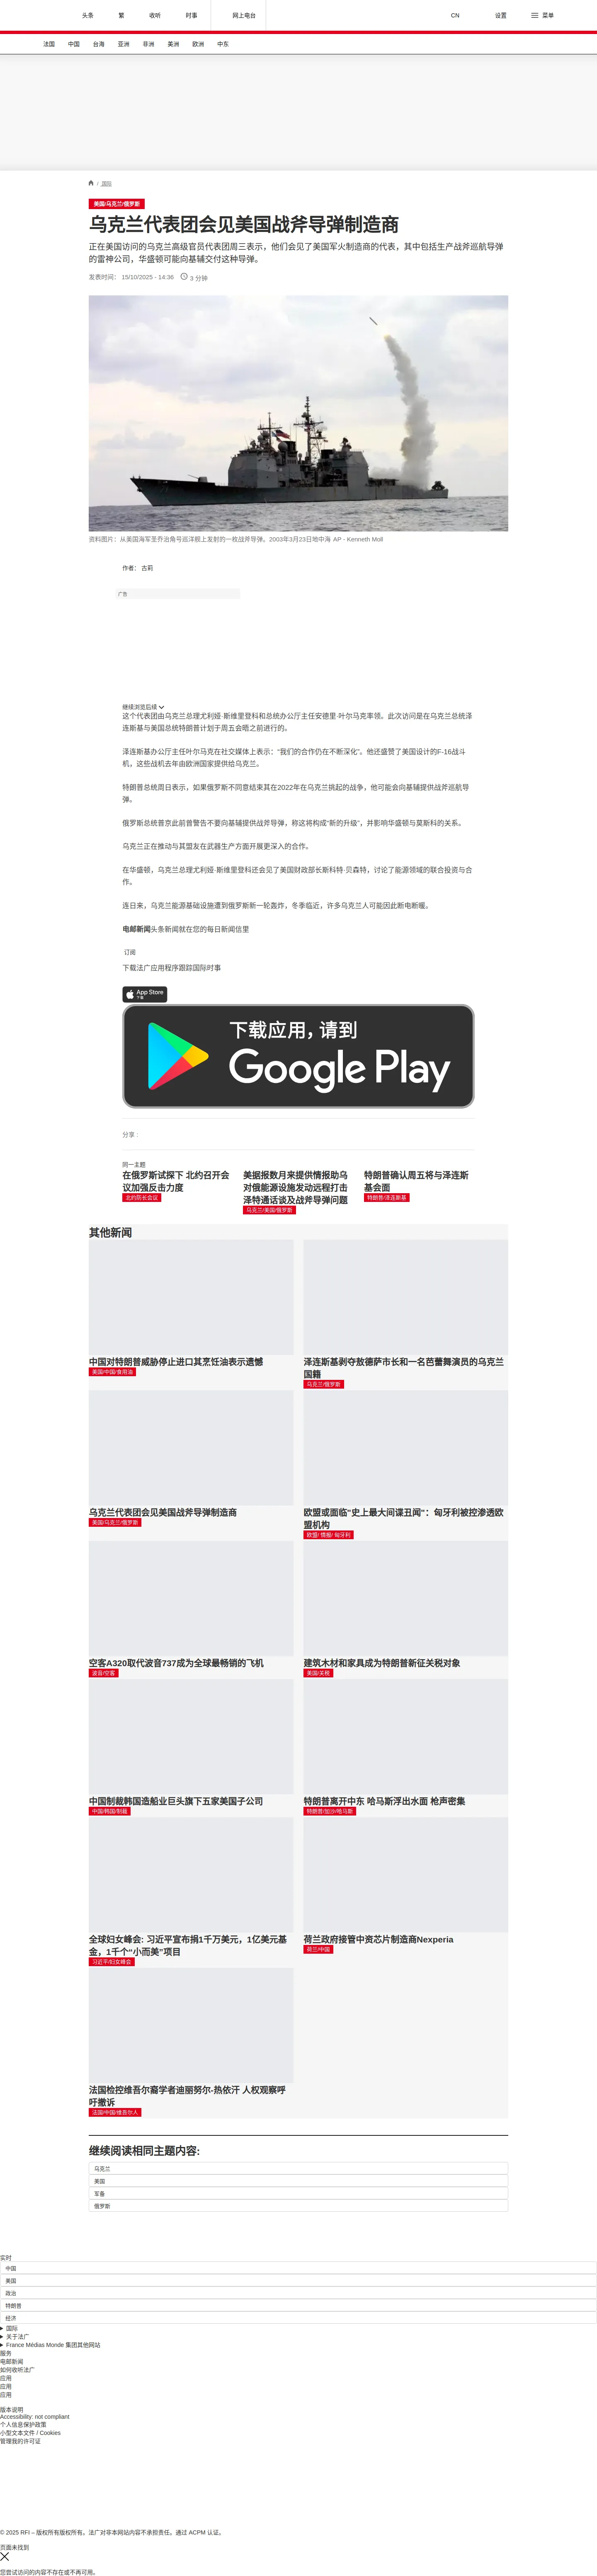 头条
繁
收听
时事
网上电台
CN
设置
菜单
法国
中国
台海
亚洲
非洲
美洲
欧洲
中东
/ 国际
美国/乌克兰/俄罗斯
乌克兰代表团会见美国战斧导弹制造商
正在美国访问的乌克兰高级官员代表团周三表示，他们会见了美国军火制造商的代表，其中包括生产战斧巡航导弹
的雷神公司，华盛顿可能向基辅交付这种导弹。
发表时间： 15/10/2025 - 14:36
3 分钟
资料图片：从美国海军圣乔治角号巡洋舰上发射的一枚战斧导弹。2003年3月23日地中海 AP - Kenneth Moll
作者： 古莉
广告
继续浏览后续
这个代表团由乌克兰总理尤利娅·斯维里登科和总统办公厅主任安德里·叶尔马克率领。此次访问是在乌克兰总统泽
连斯基与美国总统特朗普计划于周五会晤之前进行的。
泽连斯基办公厅主任叶尔马克在社交媒体上表示：“我们的合作仍在不断深化”。他还盛赞了美国设计的F-16战斗
机，这些战机去年由欧洲国家提供给乌克兰。
特朗普总统周日表示，如果俄罗斯不同意结束其在2022年在乌克兰挑起的战争，他可能会向基辅提供战斧巡航导
弹。
俄罗斯总统普京此前曾警告不要向基辅提供战斧导弹，称这将构成“新的升级”，并影响华盛顿与莫斯科的关系。
乌克兰正在推动与其盟友在武器生产方面开展更深入的合作。
在华盛顿，乌克兰总理尤利娅·斯维里登科还会见了美国财政部长斯科特·贝森特，讨论了能源领域的联合投资与合
作。
连日来，乌克兰能源基础设施遭到俄罗斯新一轮轰炸，冬季临近，许多乌克兰人可能因此断电断暖。
电邮新闻头条新闻就在您的每日新闻信里
订阅
下载法广应用程序跟踪国际时事
App Store
下载
下载应用，请到
Google Play
分享 :
同一主题
在俄罗斯试探下 北约召开会
议加强反击力度
北约防长会议
美据报数月来提供情报助乌
对俄能源设施发动远程打击
泽特通话谈及战斧导弹问题
乌克兰/美国/俄罗斯
特朗普确认周五将与泽连斯
基会面
特朗普/泽连斯基
其他新闻
中国对特朗普威胁停止进口其烹饪油表示遗憾
美国/中国/食用油
泽连斯基剥夺敖德萨市长和一名芭蕾舞演员的乌克兰
国籍
乌克兰/俄罗斯
乌克兰代表团会见美国战斧导弹制造商
美国/乌克兰/俄罗斯
欧盟或面临"史上最大间谍丑闻"：匈牙利被控渗透欧
盟机构
欧盟/ 情报/ 匈牙利
空客A320取代波音737成为全球最畅销的飞机
波音/空客
建筑木材和家具成为特朗普新征关税对象
美国/关税
中国制裁韩国造船业巨头旗下五家美国子公司
中国/韩国/制裁
特朗普离开中东 哈马斯浮出水面 枪声密集
特朗普/加沙/哈马斯
全球妇女峰会: 习近平宣布捐1千万美元，1亿美元基
金，1千个“小而美”项目
习近平/妇女峰会
荷兰政府接管中资芯片制造商Nexperia
荷兰/中国
法国检控维吾尔裔学者迪丽努尔-热依汗 人权观察呼
吁撤诉
法国/中国/维吾尔人
继续阅读相同主题内容:
乌克兰
美国
军备
俄罗斯
实时
中国
美国
政治
特朗普
经济
国际
关于法广
France Médias Monde 集团其他网站
服务
电邮新闻
如何收听法广
应用
应用
应用
版本说明
Accessibility: not compliant
个人信息保护政策
小型文本文件 / Cookies
管理我的许可证
© 2025 RFI – 版权所有版权所有。法广对非本网站内容不承担责任。通过 ACPM 认证。
页面未找到
您尝试访问的内容不存在或不再可用。